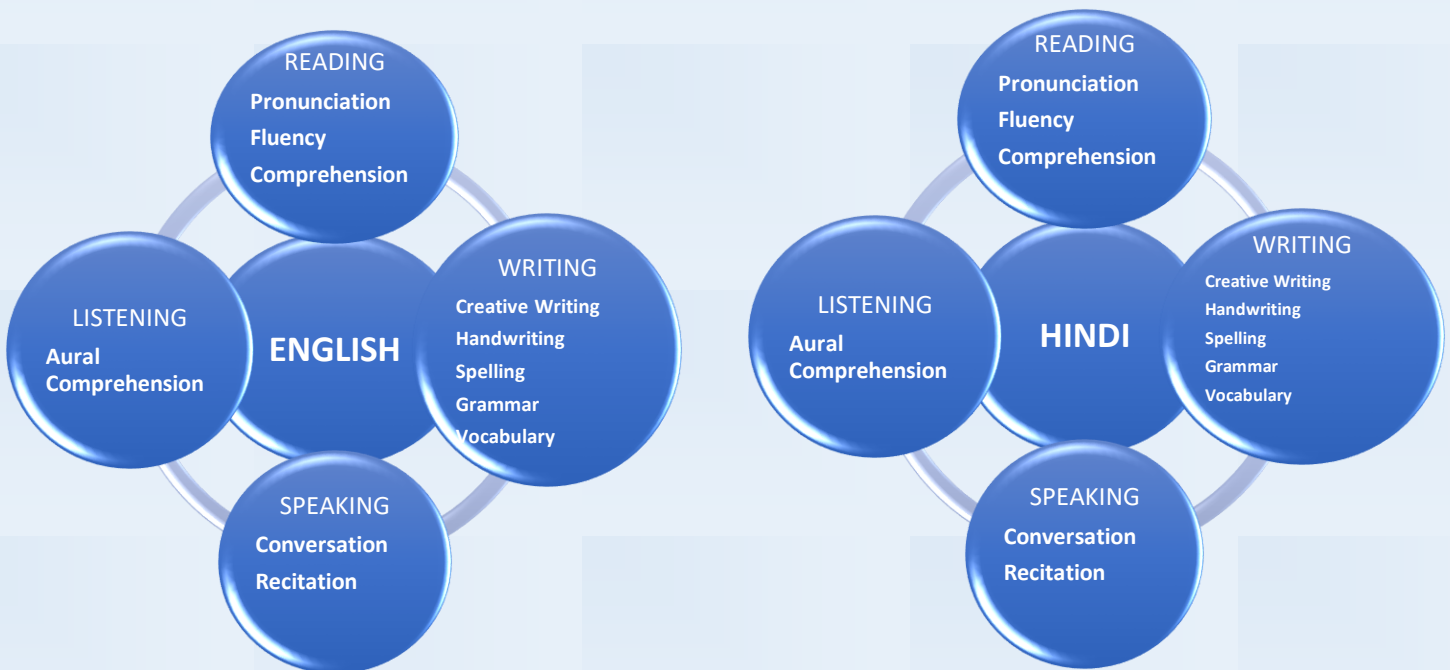 READING
Pronunciation
Fluency
Comprehension
LISTENING
Aural
Comprehension
ENGLISH
WRITING
Creative Writing
Handwriting
Spelling
Grammar
Vocabulary
SPEAKING
Conversation
Recitation
READING
Pronunciation
Fluency
Comprehension
LISTENING
Aural
Comprehension
HINDI
WRITING
Creative Writing
Handwriting
Spelling
Grammar
Vocabulary
SPEAKING
Conversation
Recitation